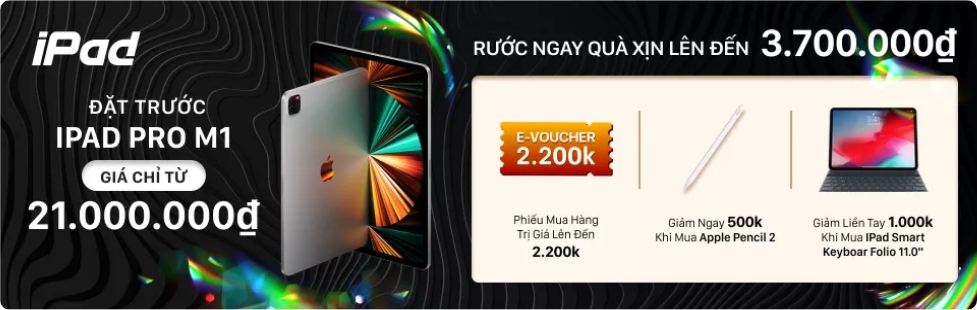 iPad
ĐẶT TRƯỚC
IPAD PRO M1
GIÁ CHỈ TỪ
21.000.000₫
RƯỚC NGAY QUÀ XỊN LÊN ĐẾN 3.700.000₫
E-VOUCHER
2.200k
Phiếu Mua Hàng
Trị Giá Lên Đến
2.200k
Giảm Ngay 500k
Khi Mua Apple Pencil 2
Giảm Liền Tay 1.000k
Khi Mua IPad Smart
Keyboar Folio 11.0"